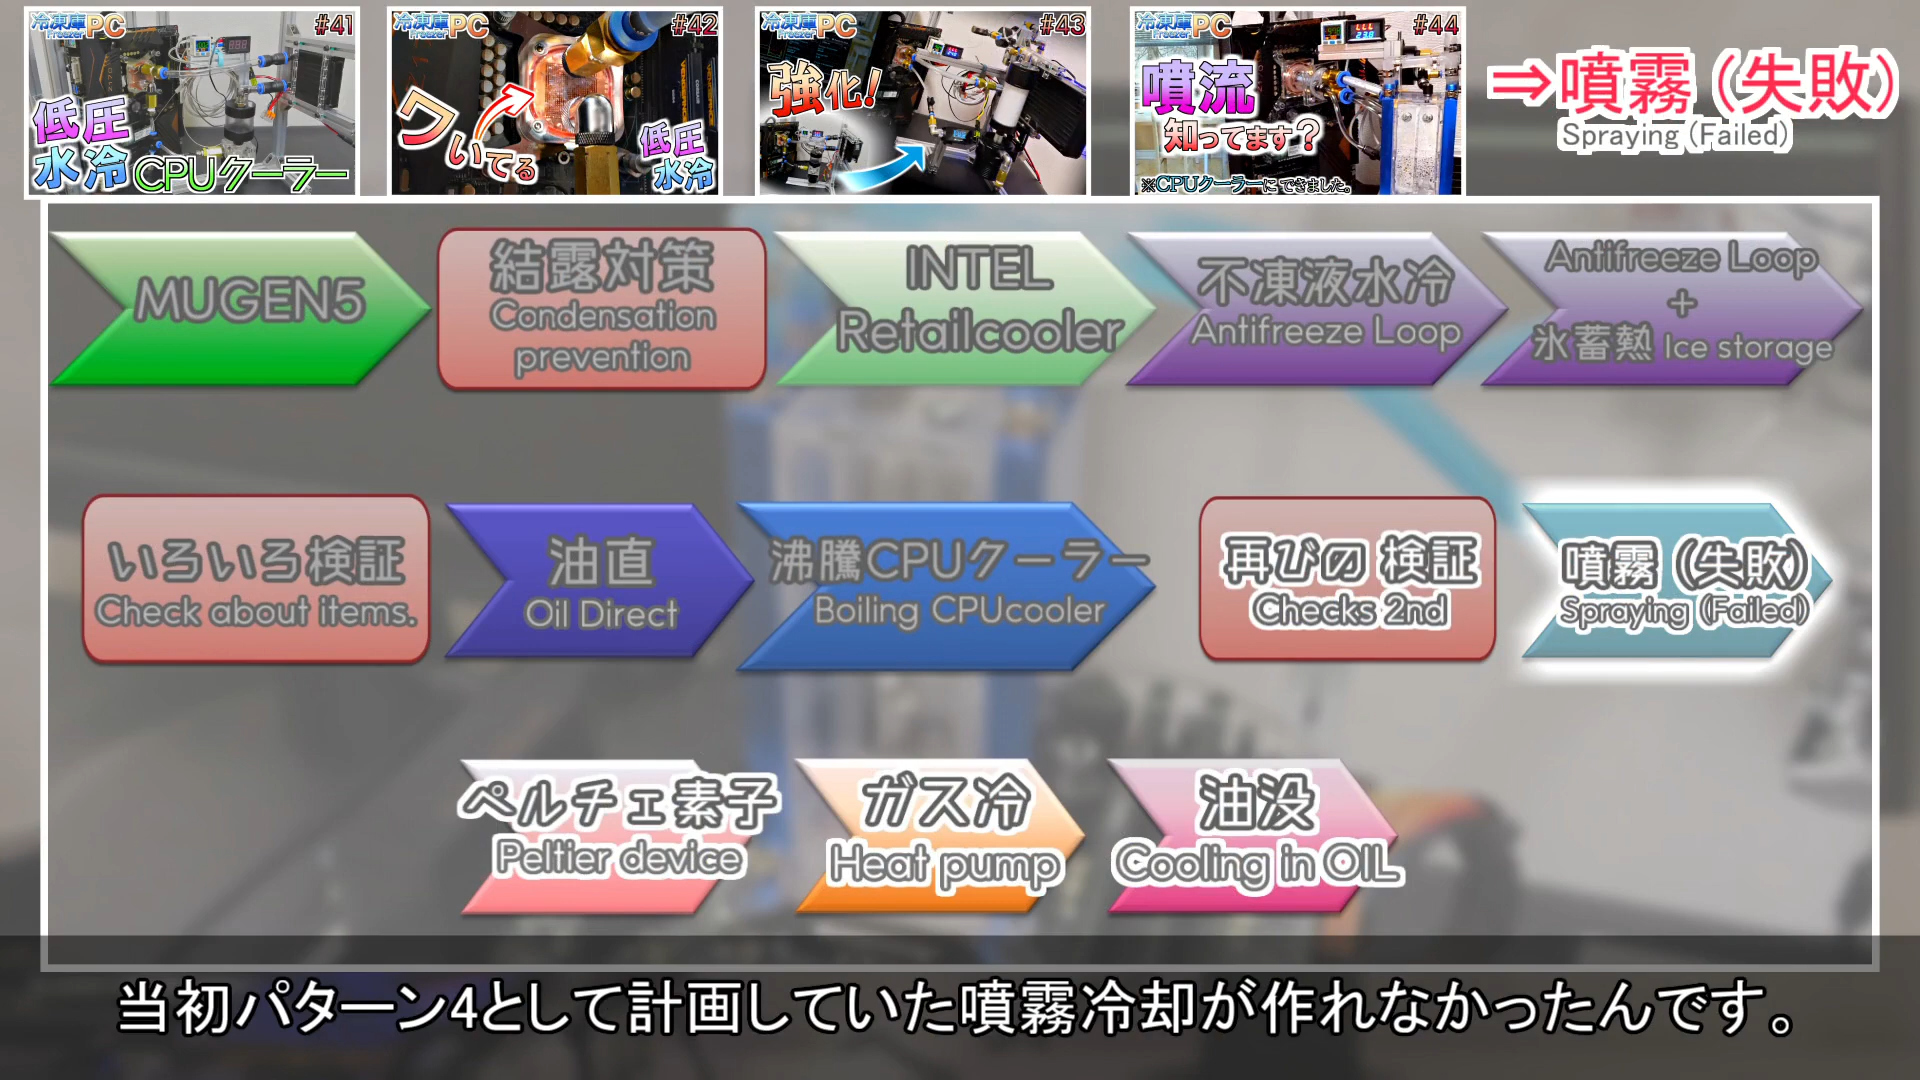 冷凍庫PC
Freezer
#41
低圧
水冷CPUクーラー
冷凍庫PC
Freezer
#42
ワいてる
低圧
水冷
冷凍庫PC
Freezer
#43
強化!
冷凍庫PC
Freezer
#44
噴流
知ってます？
※CPUクーラーにできました。
⇒噴霧（失敗）
Spraying (Failed)
MUGEN5
結露対策
Condensation
prevention
INTEL
Retailcooler
不凍液水冷
Antifreeze Loop
Antifreeze Loop
+
氷蓄熱 Ice storage
いろいろ検証
Check about items.
油直
Oil Direct
沸騰CPUクーラー
Boiling CPUcooler
再びの 検証
Checks 2nd
噴霧（失敗）
Spraying (Failed)
ペルチェ素子
Peltier device
ガス冷
Heat pump
油没
Cooling in OIL
当初パターン4として計画していた噴霧冷却が作れなかったんです。